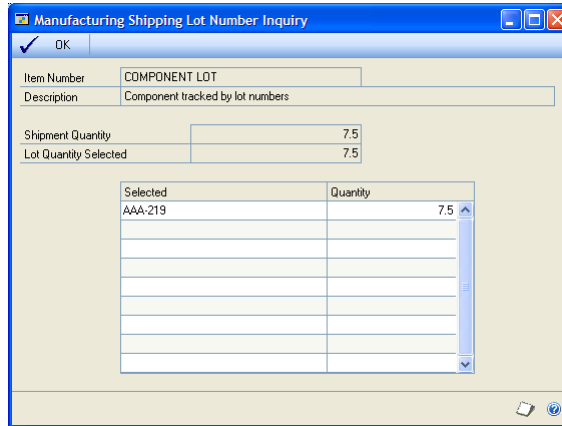 Manufacturing Shipping Lot Number Inquiry
OK
Item Number COMPONENT LOT
Description Component tracked by lot numbers
Shipment Quantity 7.5
Lot Quantity Selected 7.5
Selected Quantity
AAA-219 7.5